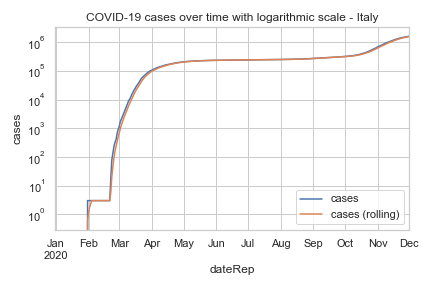 COVID-19 cases over time with logarithmic scale - Italy
10^6
10^5
10^4
10^3
10^2
10^1
10^0
cases
cases
cases (rolling)
Jan Feb Mar Apr May Jun Jul Aug Sep Oct Nov Dec
2020
dateRep